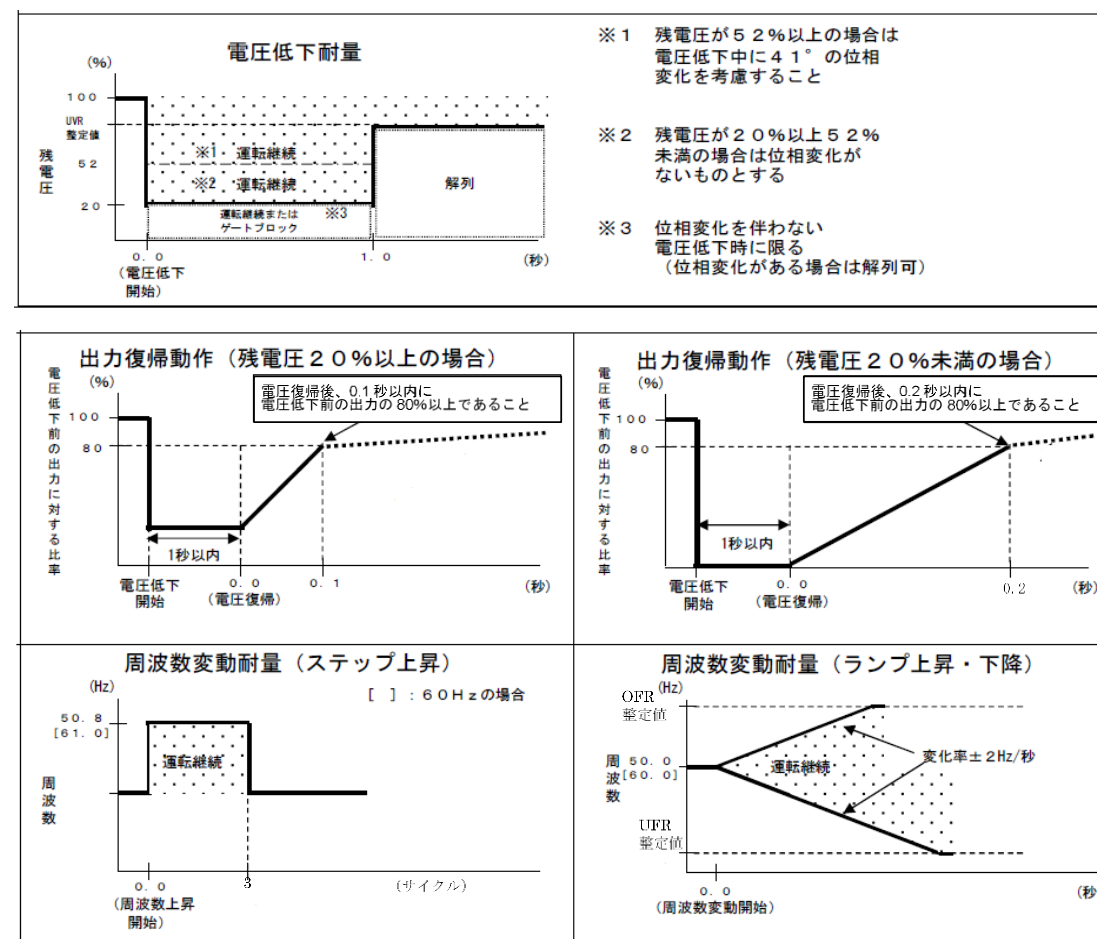 電圧低下耐量
(%)
100
UVR
整定値
52
20
残電圧
※1 運転継続
※2 運転継続
運転継続または ※3
ゲートブロック
解列
0.0
(電圧低下
開始)
1.0
(秒)
※1 残電圧が52%以上の場合は
電圧低下中に41°の位相
変化を考慮すること
※2 残電圧が20%以上52%
未満の場合は位相変化が
ないものとする
※3 位相変化を伴わない
電圧低下時に限る
(位相変化がある場合は解列可)
出力復帰動作(残電圧20%以上の場合)
電圧低下前の出力に対する比率
(%)
電圧復帰後、0.1秒以内に
電圧低下前の出力の80%以上であること
100
80
1秒以内
電圧低下
開始
0.0
(電圧復帰)
0.1
(秒)
出力復帰動作(残電圧20%未満の場合)
電圧低下前の出力に対する比率
(%)
電圧復帰後、0.2秒以内に
電圧低下前の出力の80%以上であること
100
80
1秒以内
電圧低下
開始
0.0
(電圧復帰)
0.2
(秒)
周波数変動耐量(ステップ上昇)
(Hz)
[ ]:60Hzの場合
50.8
[61.0]
運転継続
周波数
0.0
(周波数上昇
開始)
3
(サイクル)
周波数変動耐量(ランプ上昇・下降)
(Hz)
OFR
整定値
周波数
50.0
[60.0]
運転継続
変化率±2Hz/秒
UFR
整定値
0.0
(周波数変動開始)
(秒